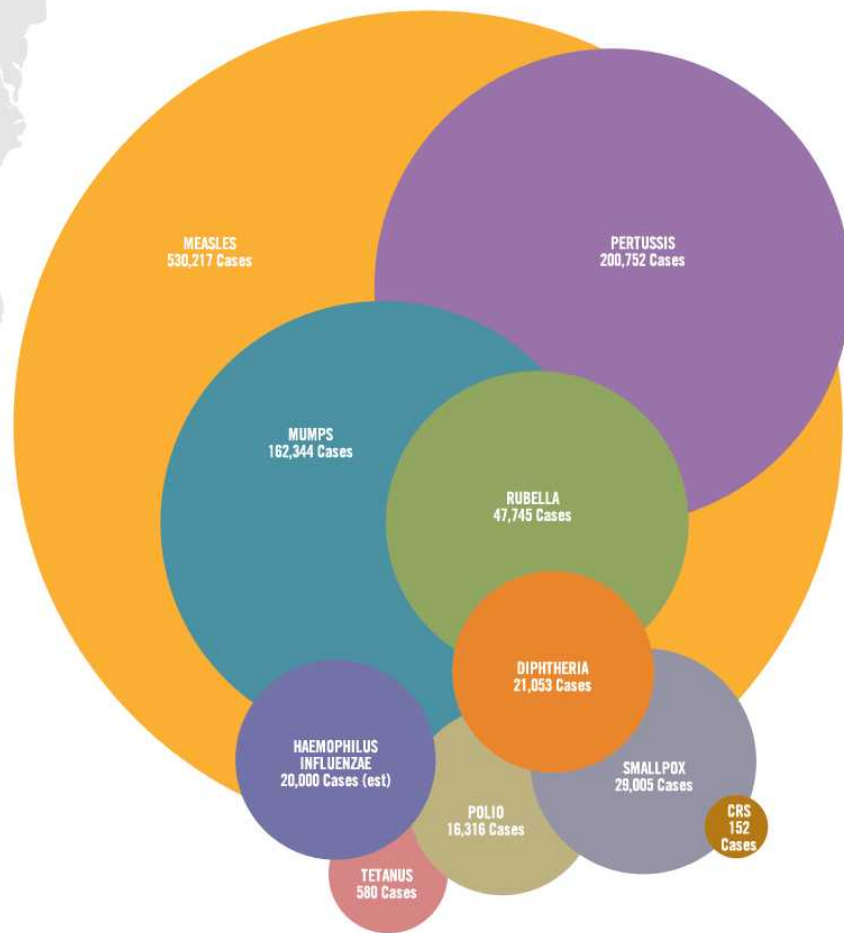 MEASLES
530,217 Cases
PERTUSSIS
200,752 Cases
MUMPS
162,344 Cases
RUBELLA
47,745 Cases
DIPHTHERIA
21,053 Cases
HAEMOPHILUS
INFLUENZAE
20,000 Cases (est)
SMALLPOX
29,005 Cases
POLIO
16,316 Cases
CRS
152
Cases
TETANUS
580 Cases